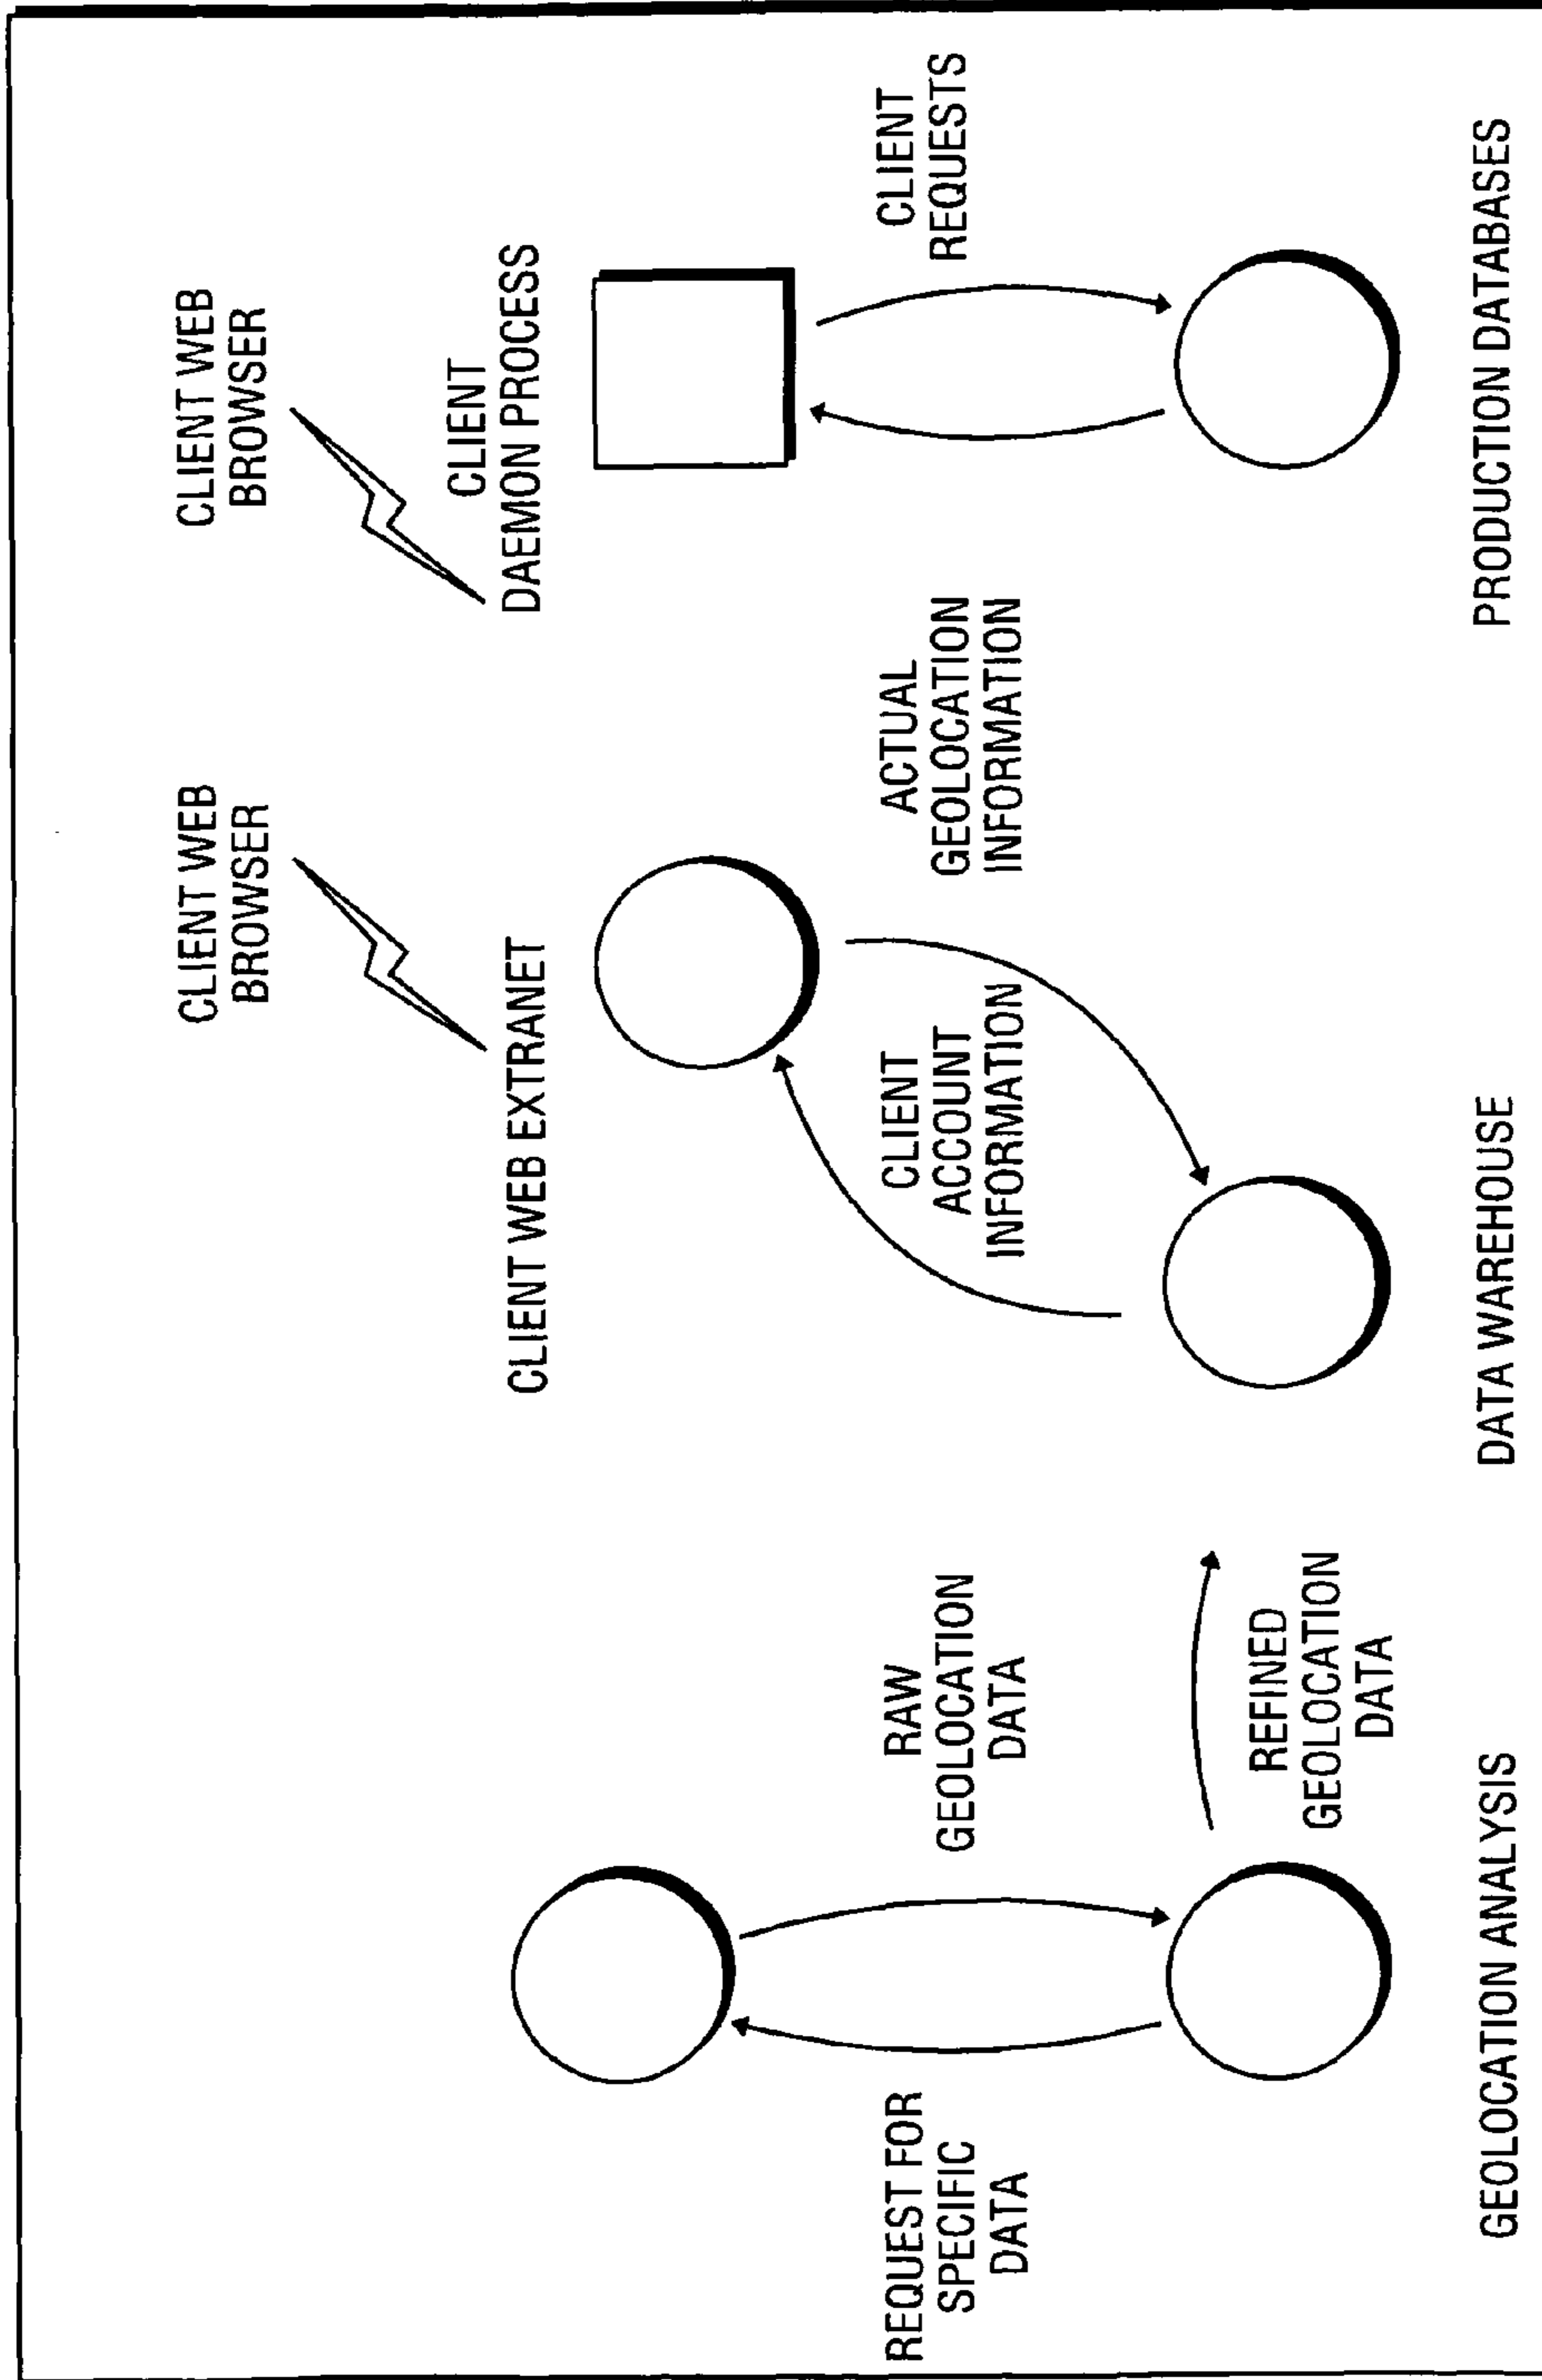 CLIENT WEB
BROWSER
CLIENT WEB
BROWSER
CLIENT WEB EXTRANET
CLIENT
DAEMON PROCESS
REQUEST FOR
SPECIFIC
DATA
RAW
GEOLOCATION
DATA
CLIENT
ACCOUNT
INFORMATION
ACTUAL
GEOLOCATION
INFORMATION
CLIENT
REQUESTS
REFINED
GEOLOCATION
DATA
GEOLOCATION ANALYSIS
DATA WAREHOUSE
PRODUCTION DATABASES